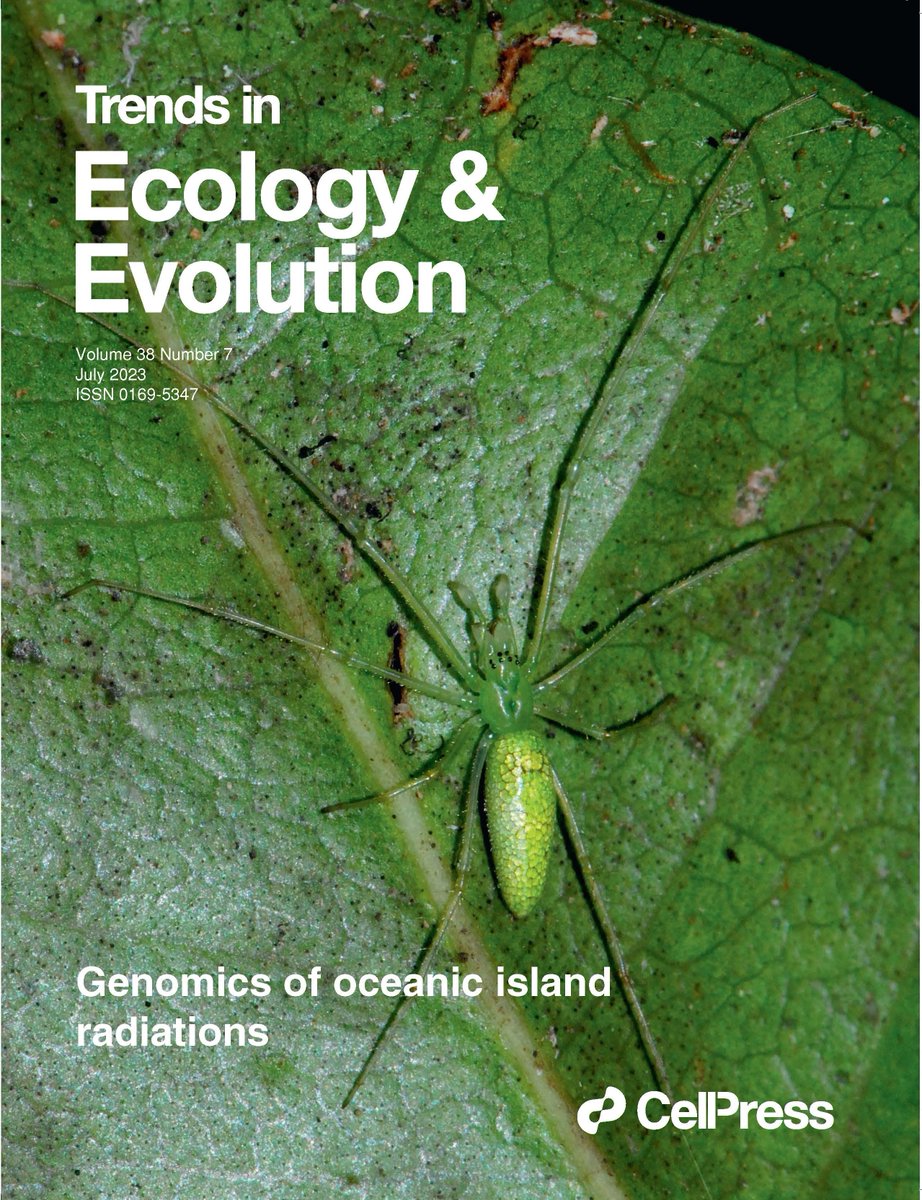 Trends in
Ecology &
Evolution
Volume 38 Number 7
July 2023
ISSN 0169-5347
Genomics of oceanic island
radiations
CellPress